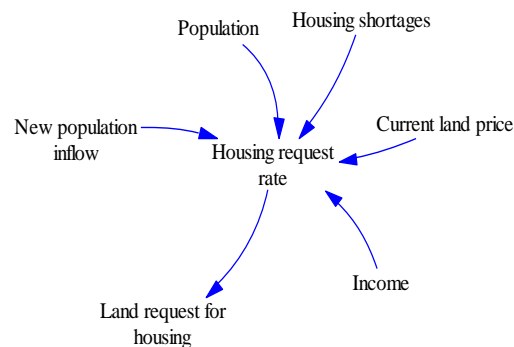 Population
Housing shortages
New population
inflow
Current land price
Housing request
rate
Income
Land request for
housing